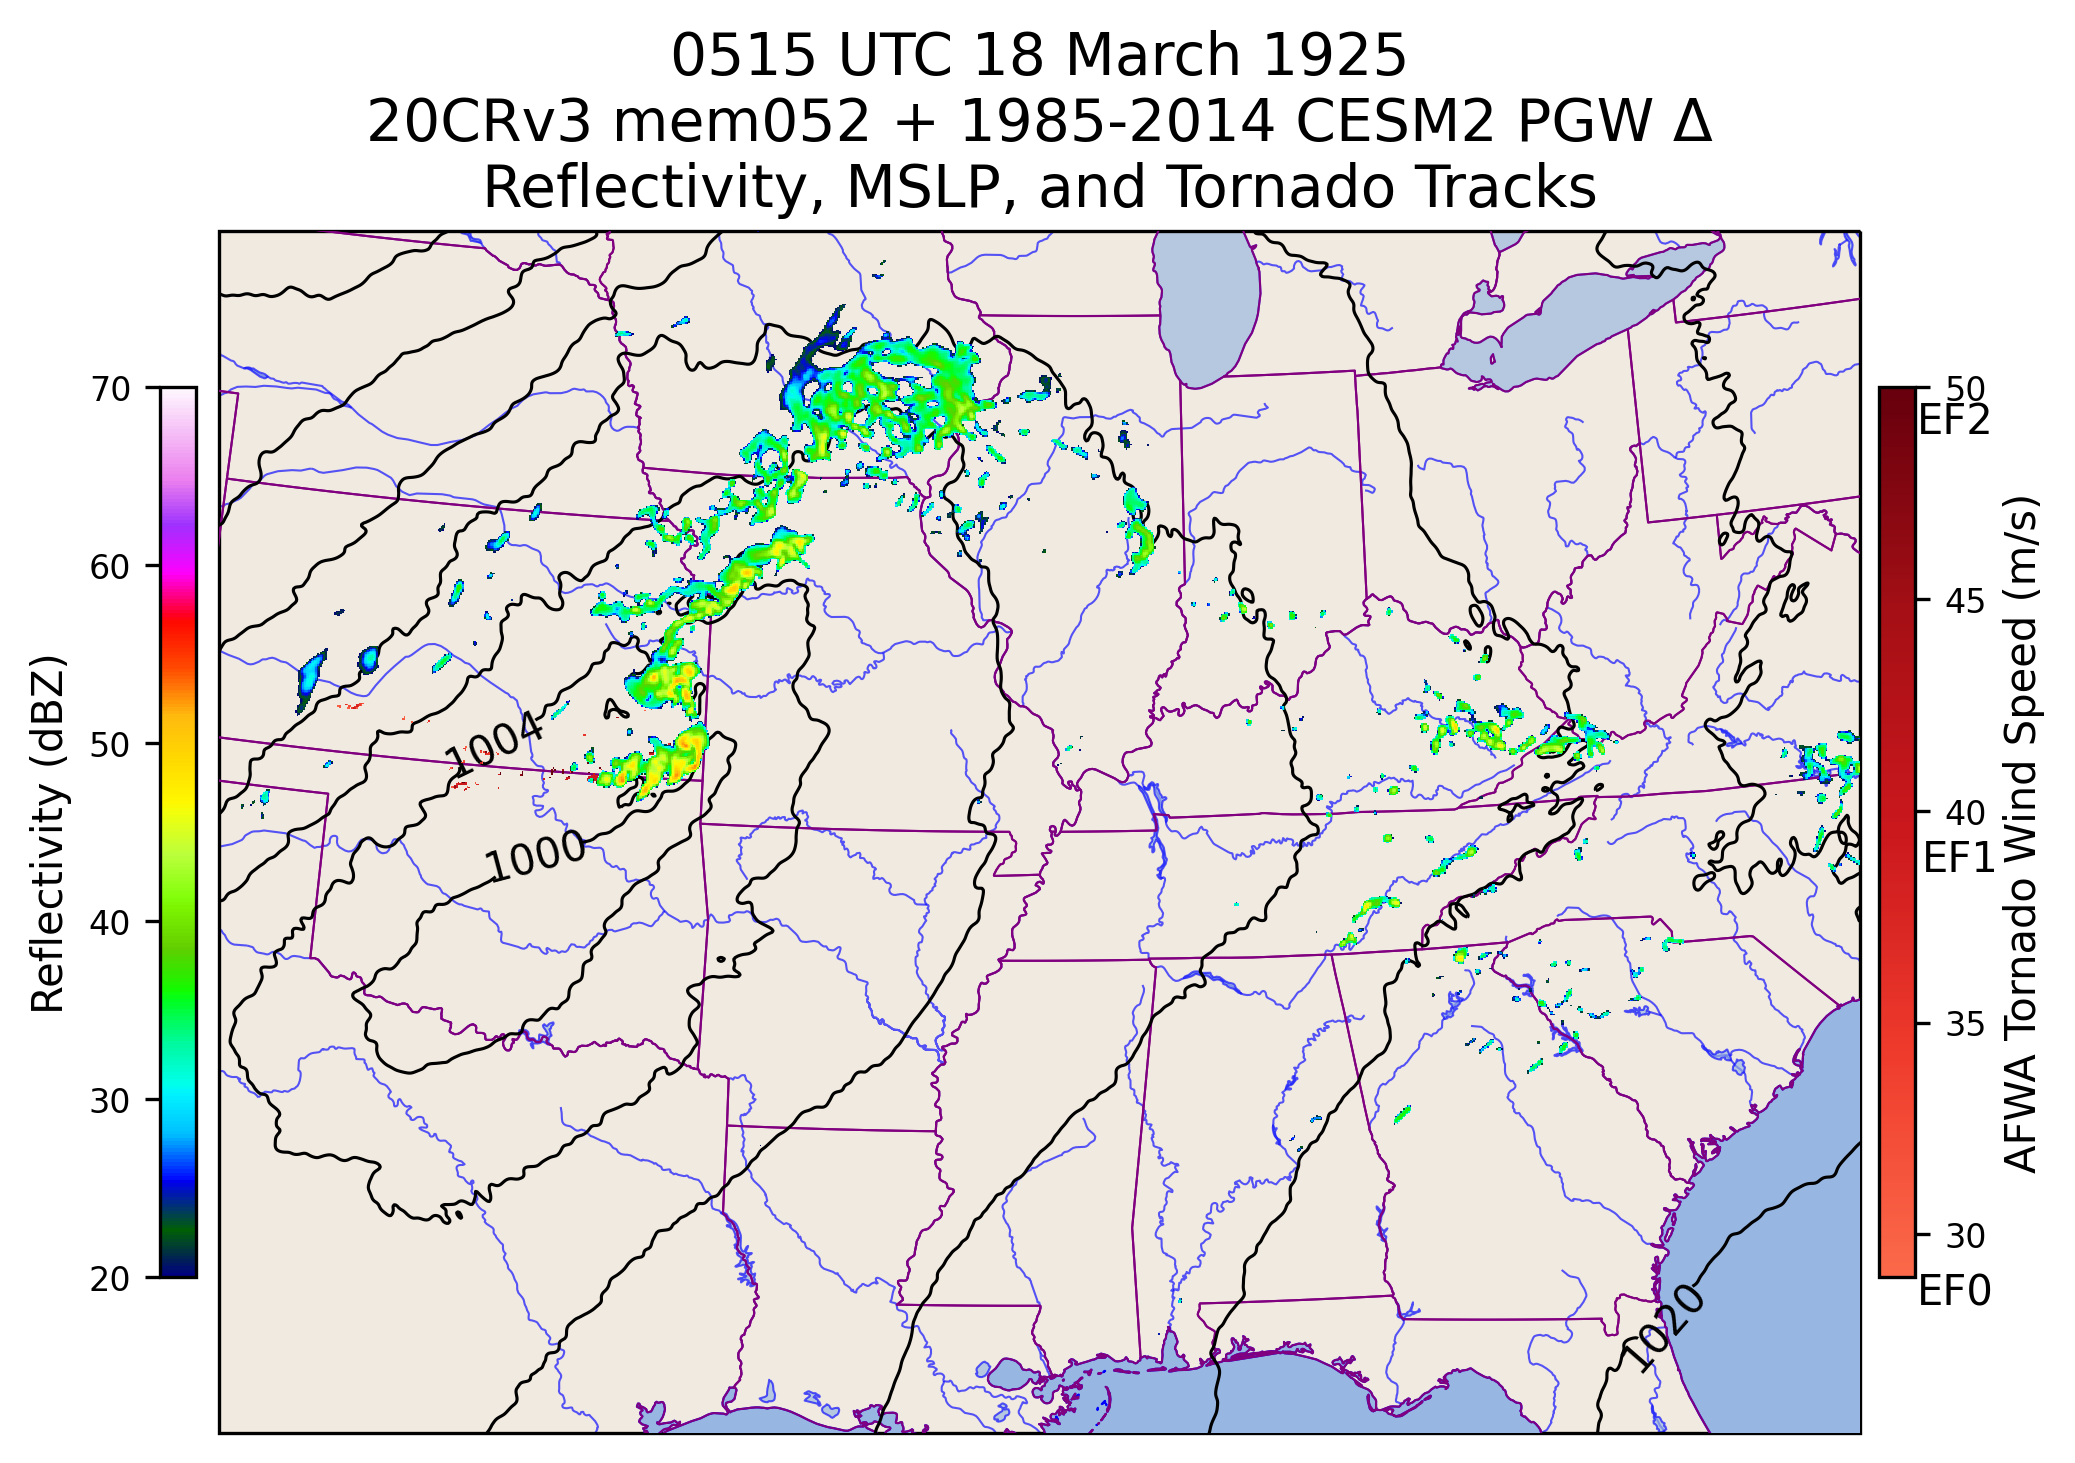 0515 UTC 18 March 1925
20CRv3 mem052 + 1985-2014 CESM2 PGW Δ
Reflectivity, MSLP, and Tornado Tracks
70
60
50
40
30
20
Reflectivity (dBZ)
1004
1000
1020
50
EF2
45
40
EF1
35
30
EF0
AFWA Tornado Wind Speed (m/s)